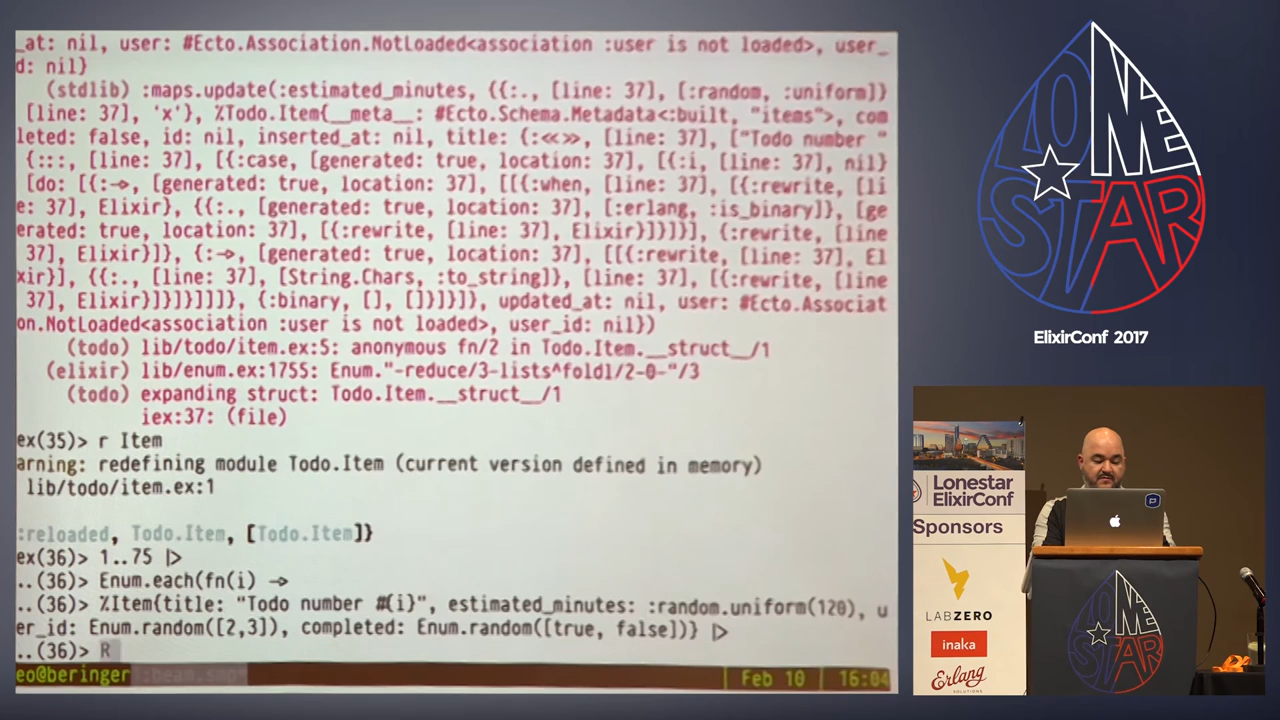 _at: nil, user: #Ecto.Association.NotLoaded<association :user is not loaded>, user_
d: nil}
(stdlib) :maps.update(:estimated_minutes, {{:., [line: 37], [:random, :uniform]}
[line: 37], 'x'}, %Todo.Item{__meta__: #Ecto.Schema.Metadata<:built, "items">, com
leted: false, id: nil, inserted_at: nil, title: {:<<>>, [line: 37], ["Todo number "
{:::, [line: 37], [{:case, [generated: true, location: 37], [{:i, [line: 37], nil}
[do: [{:->, [generated: true, location: 37], [[{:when, [line: 37], [{:rewrite, [li
e: 37], Elixir}, {{:., [generated: true, location: 37], [:erlang, :is_binary]}, [ge
erated: true, location: 37], [{:rewrite, [line: 37], Elixir}]}]}], {:rewrite, [line
37], Elixir}]}, {:->, [generated: true, location: 37], [[{:rewrite, [line: 37], El
xir}], {{:., [line: 37], [String.Chars, :to_string]}, [line: 37], [{:rewrite, [line
37], Elixir}]}]}]]]}, {:binary, [], []}]}]}, updated_at: nil, user: #Ecto.Associat
on.NotLoaded<association :user is not loaded>, user_id: nil})
(todo) lib/todo/item.ex:5: anonymous fn/2 in Todo.Item.__struct__/1
(elixir) lib/enum.ex:1755: Enum."-reduce/3-lists^foldl/2-0-"/3
(todo) expanding struct: Todo.Item.__struct__/1
iex:37: (file)
ex(35)> r Item
arning: redefining module Todo.Item (current version defined in memory)
lib/todo/item.ex:1
:reloaded, Todo.Item, [Todo.Item]}
ex(36)> 1..75 |>
..(36)> Enum.each(fn(i) ->
..(36)> %Item{title: "Todo number #{i}", estimated_minutes: :random.uniform(120), u
er_id: Enum.random([2,3]), completed: Enum.random([true, false])} |>
..(36)> R
eo@beringer :beam.smp*
Feb 10 | 16:04
LONE
STAR
ElixirConf 2017
Lonestar
ElixirConf
Sponsors
LABZERO
inaka
Erlang
SOLUTIONS
LONE
STAR